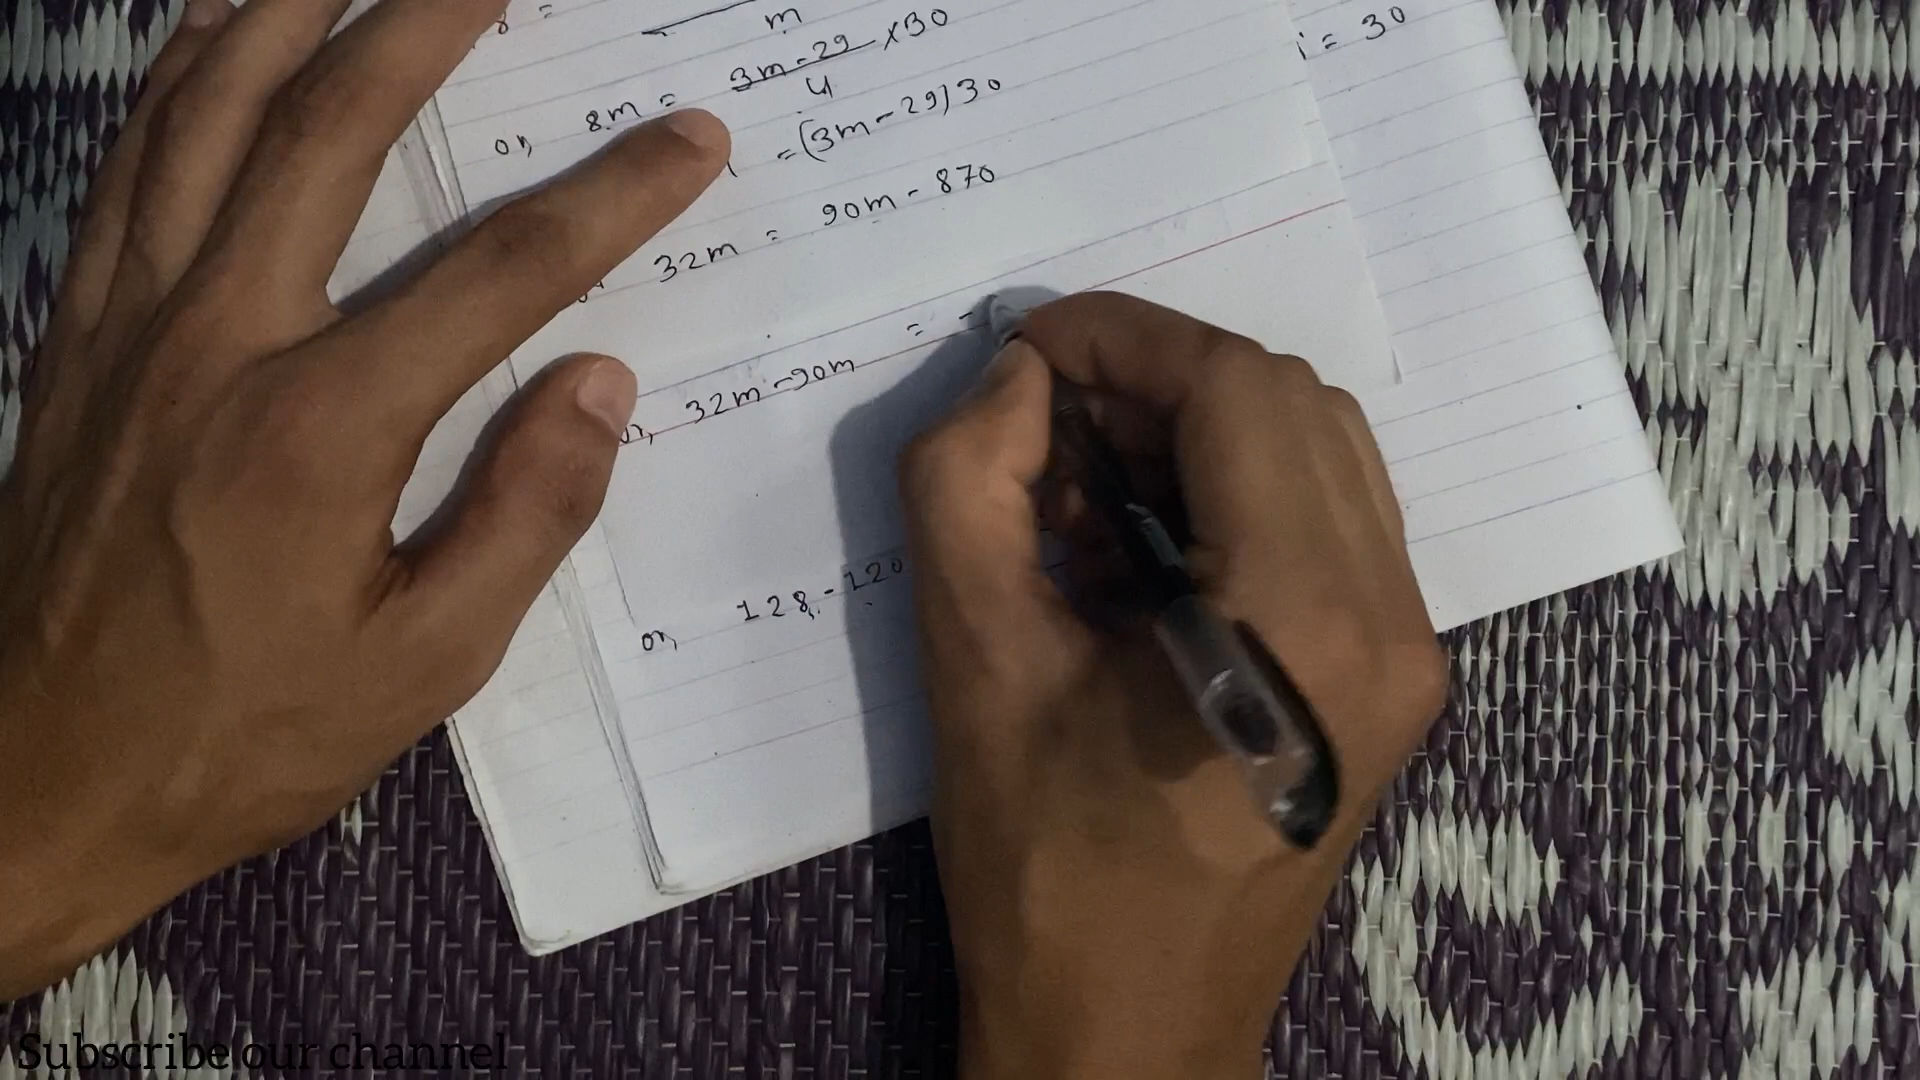 8 =
m
i = 30
or, 8m = 3m - 29 × 30
4
= (3m - 29) 30
32m = 90m - 870
or, 32m - 90m = -
or, 128 - 120
Subscribe our channel